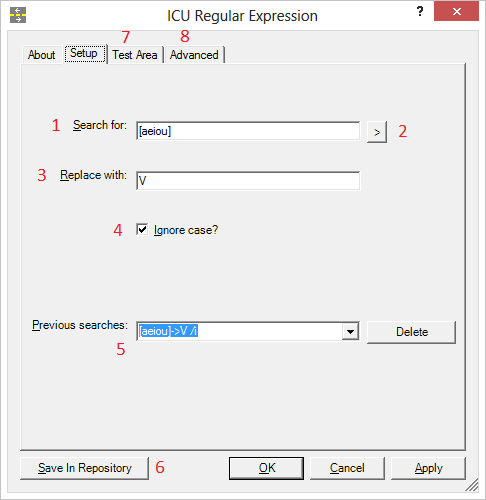 ICU Regular Expression
? ×
7 8
About Setup Test Area Advanced
1 Search for: [aeiou] > 2
3 Replace with: V
4 Ignore case?
Previous searches: [aeiou]->V /i Delete
5
Save In Repository 6 OK Cancel Apply